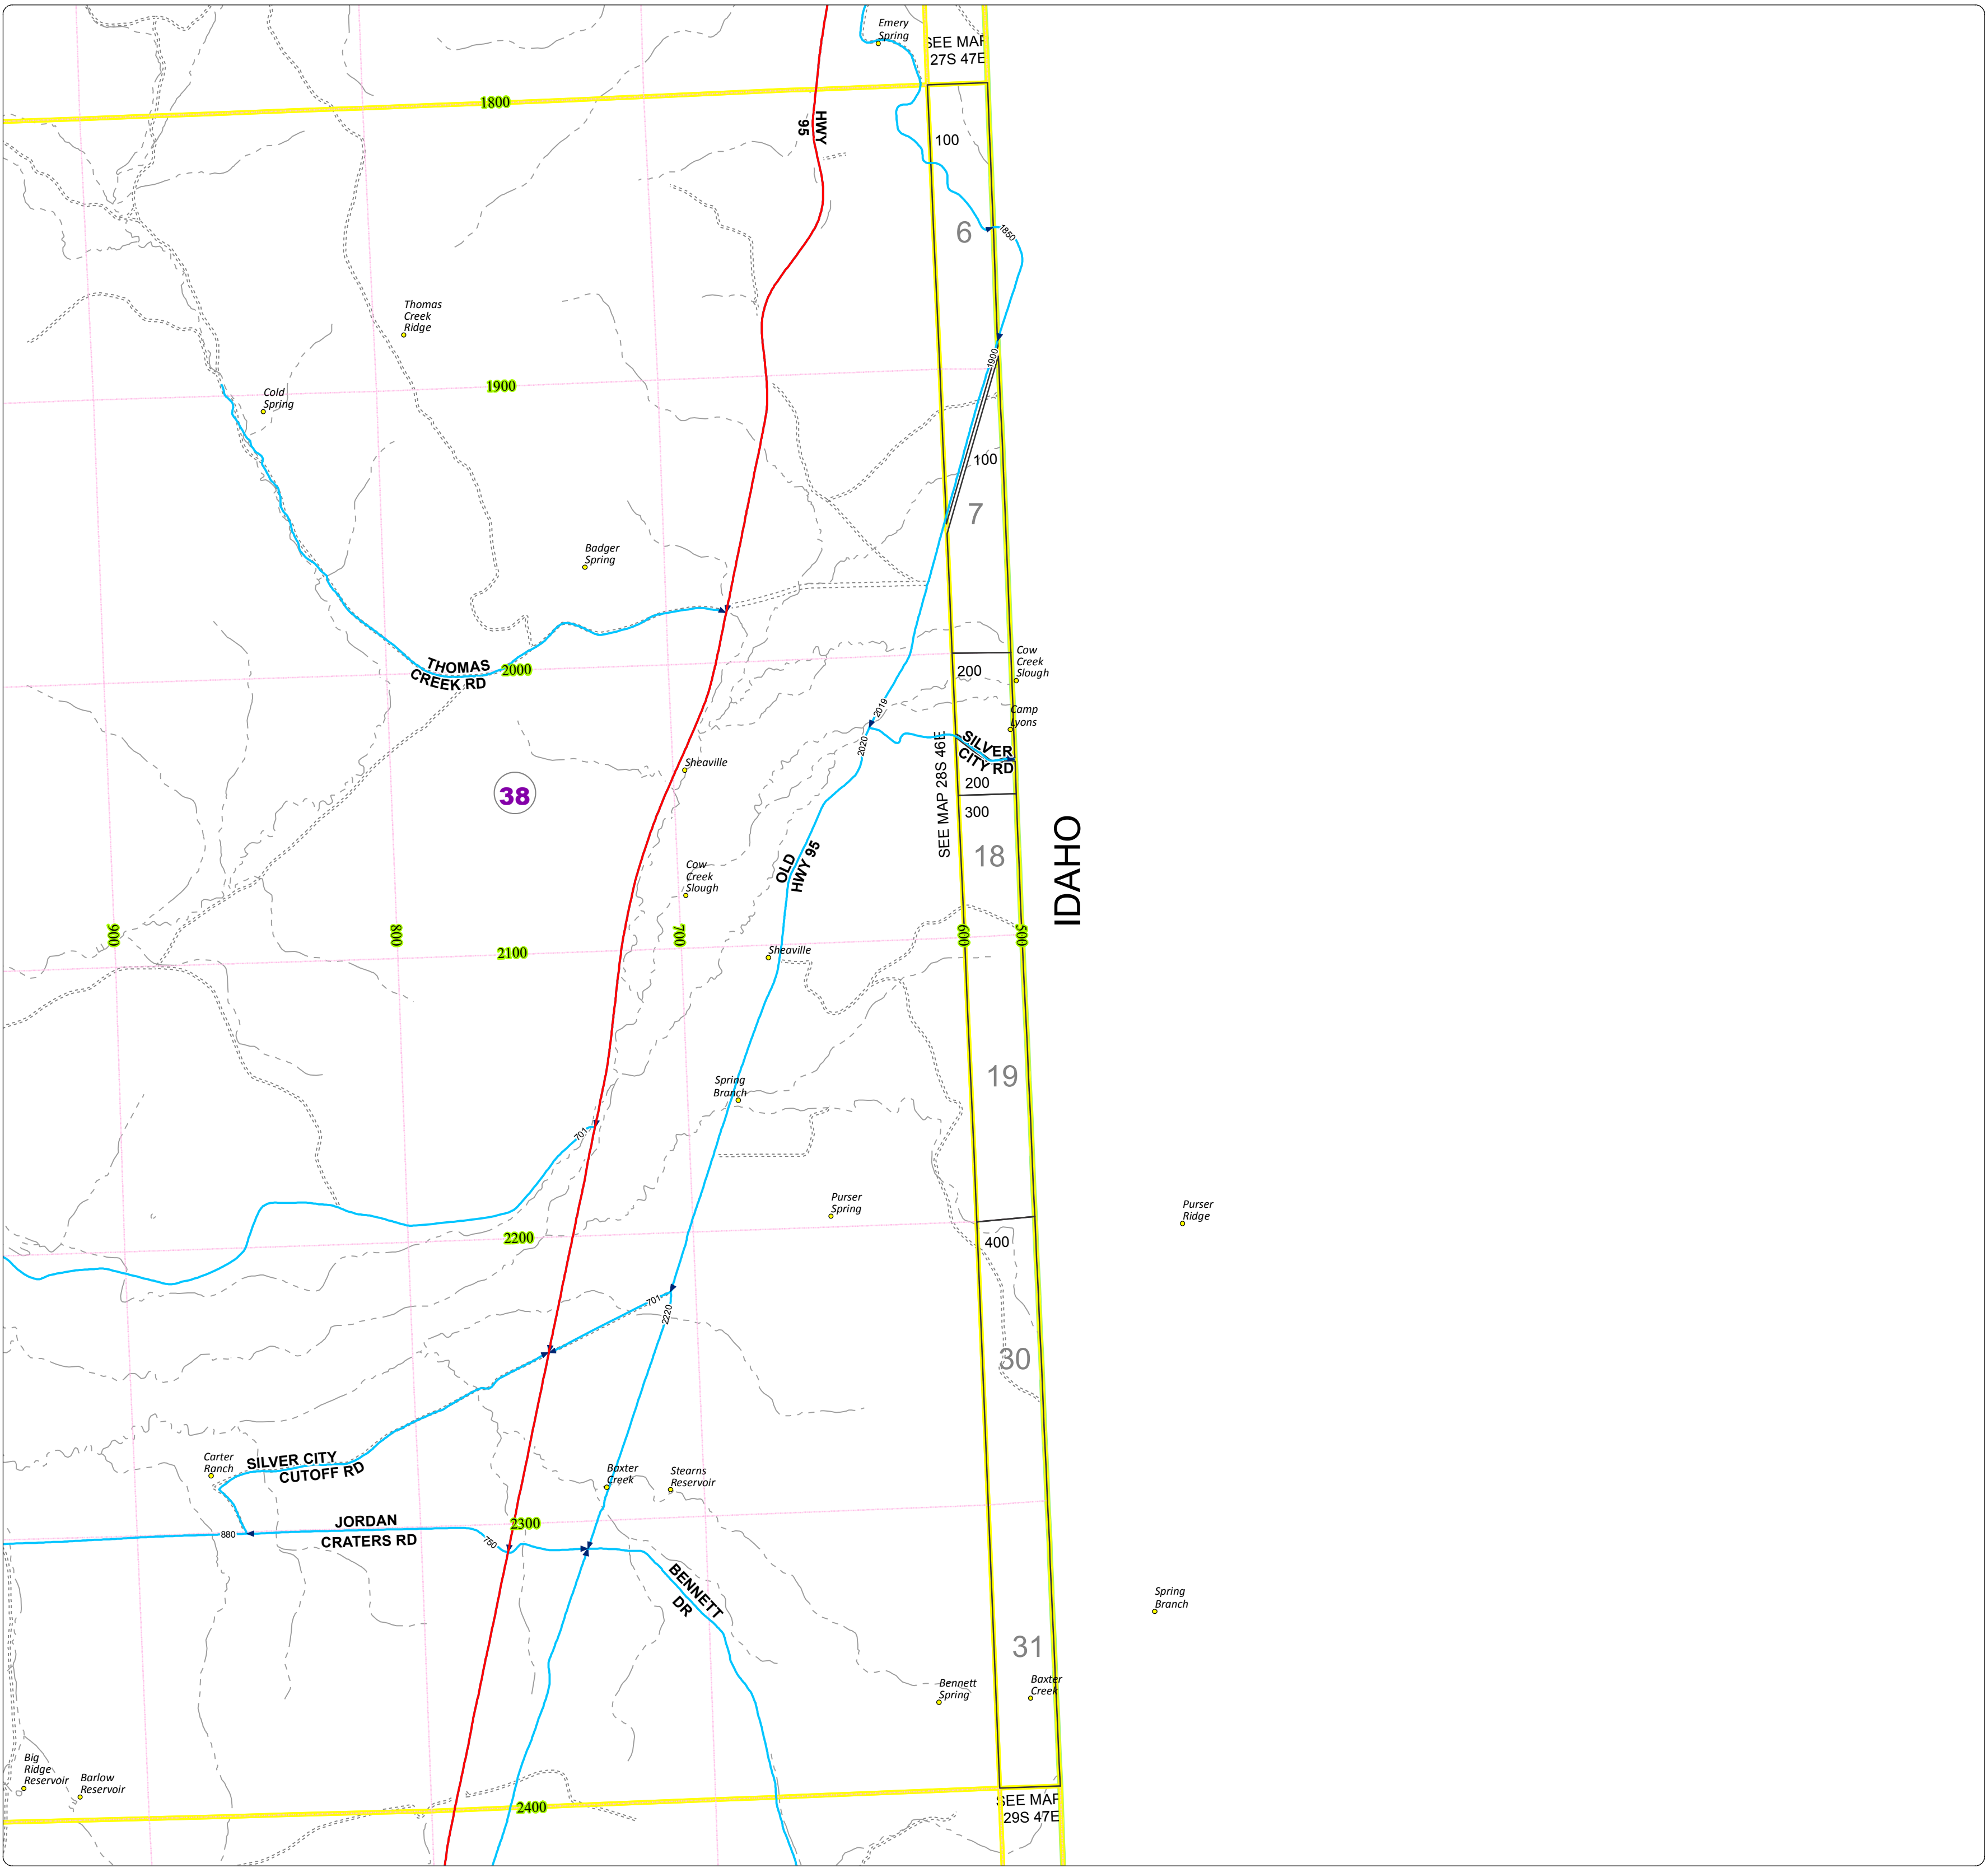 Emery
Spring
SEE MAP
27S 47E
1800
HWY
95
100
6
1850
Thomas
Creek
Ridge
1900
1900
Cold
Spring
100
7
Badger
Spring
THOMAS
CREEK RD
2000
200
Cow
Creek
Slough
2019
Camp
Lyons
2020
SILVER
CITY RD
Sheaville
38
200
300
SEE MAP 28S 46E
18
IDAHO
OLD
HWY 95
Cow
Creek
Slough
900
800
700
600
500
2100
Sheaville
19
Spring
Branch
701
Purser
Spring
Purser
Ridge
2200
400
701
2220
30
Carter
Ranch
SILVER CITY
CUTOFF RD
Baxter
Creek
Stearns
Reservoir
JORDAN
CRATERS RD
2300
880
750
BENNETT
DR
Spring
Branch
31
Bennett
Spring
Baxter
Creek
Big
Ridge
Reservoir
Barlow
Reservoir
2400
SEE MAP
29S 47E